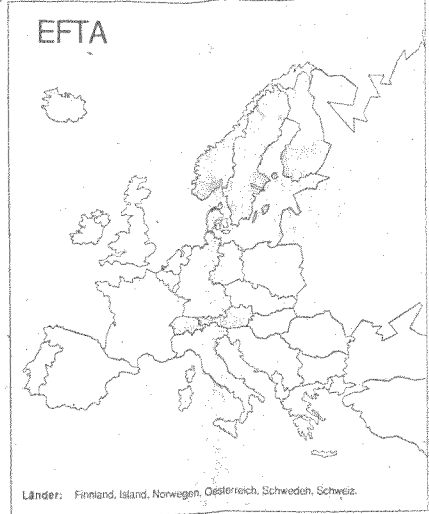 EFTA
Länder: Finnland, Island, Norwegen, Oesterreich, Schweden, Schweiz.